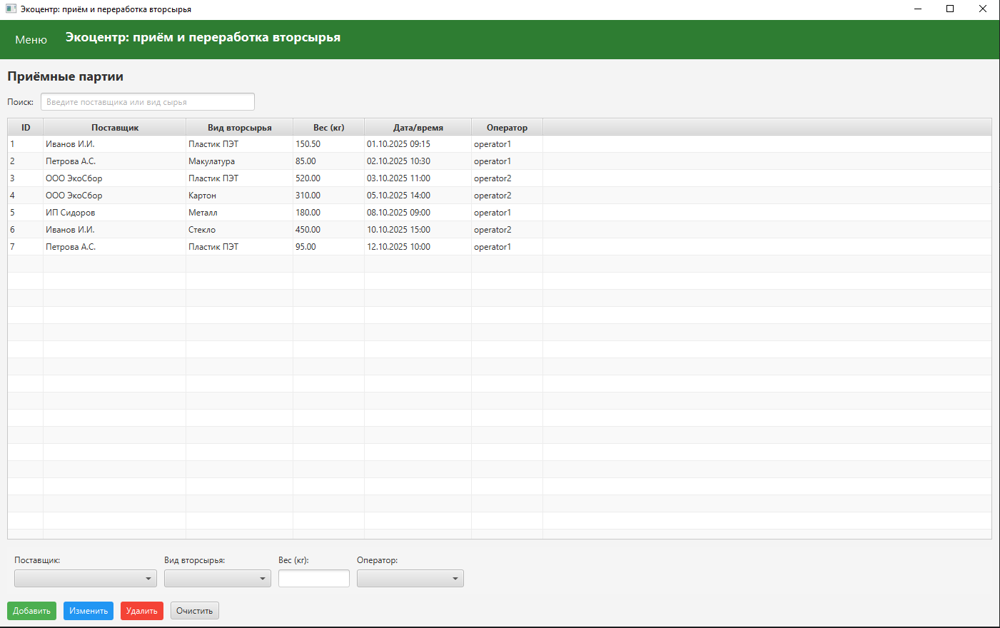 Экоцентр: приём и переработка вторсырья
Меню Экоцентр: приём и переработка вторсырья
Приёмные партии
Поиск: Введите поставщика или вид сырья
ID Поставщик Вид вторсырья Вес (кг) Дата/время Оператор
1 Иванов И.И. Пластик ПЭТ 150.50 01.10.2025 09:15 operator1
2 Петрова А.С. Макулатура 85.00 02.10.2025 10:30 operator1
3 ООО ЭкоСбор Пластик ПЭТ 520.00 03.10.2025 11:00 operator2
4 ООО ЭкоСбор Картон 310.00 05.10.2025 14:00 operator2
5 ИП Сидоров Металл 180.00 08.10.2025 09:00 operator1
6 Иванов И.И. Стекло 450.00 10.10.2025 15:00 operator2
7 Петрова А.С. Пластик ПЭТ 95.00 12.10.2025 10:00 operator1
Поставщик: Вид вторсырья: Вес (кг): Оператор:
Добавить Изменить Удалить Очистить